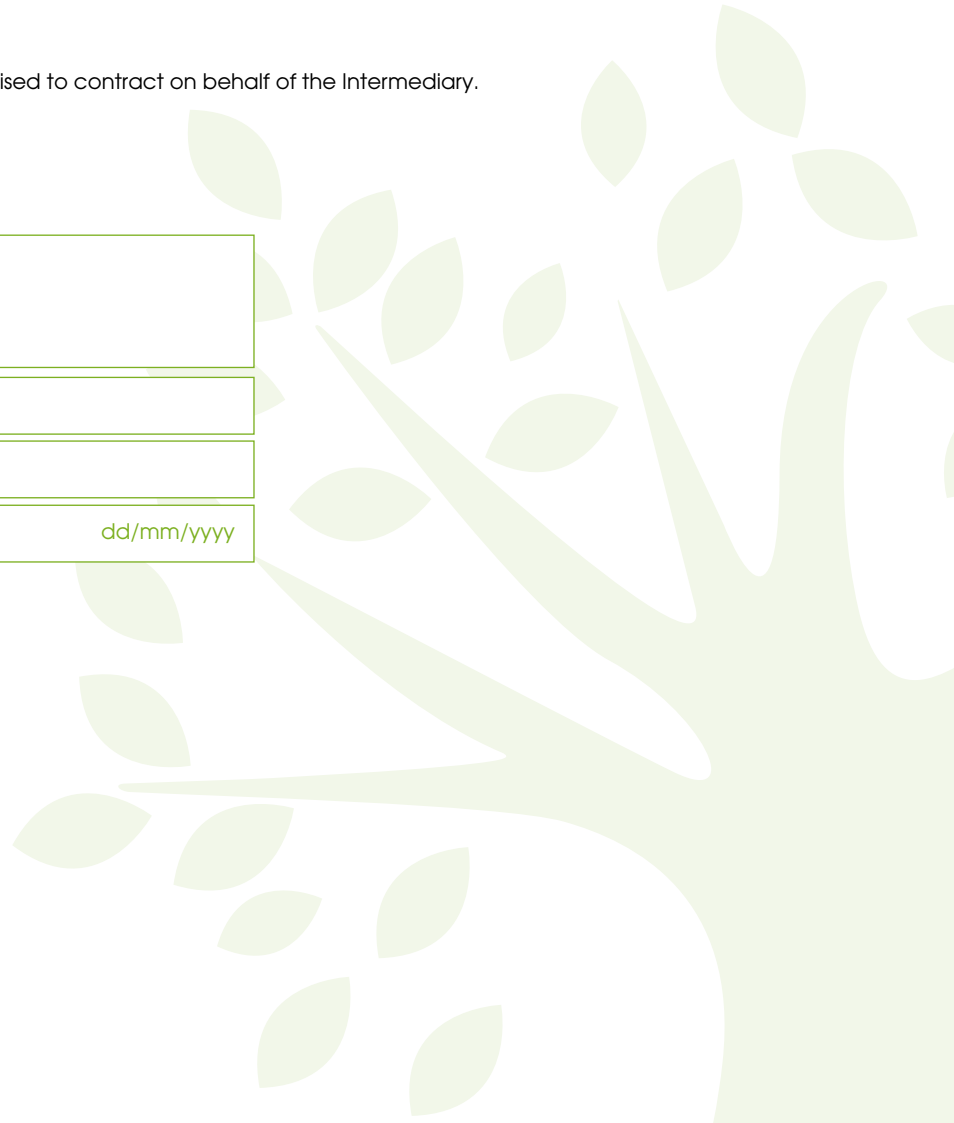 ised to contract on behalf of the Intermediary.
dd/mm/yyyy